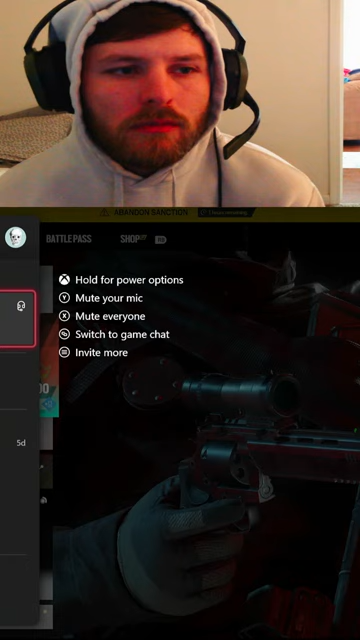 ABANDON SANCTION
BATTLE PASS
SHOP
Hold for power options
Y Mute your mic
X Mute everyone
Switch to game chat
Invite more
5d